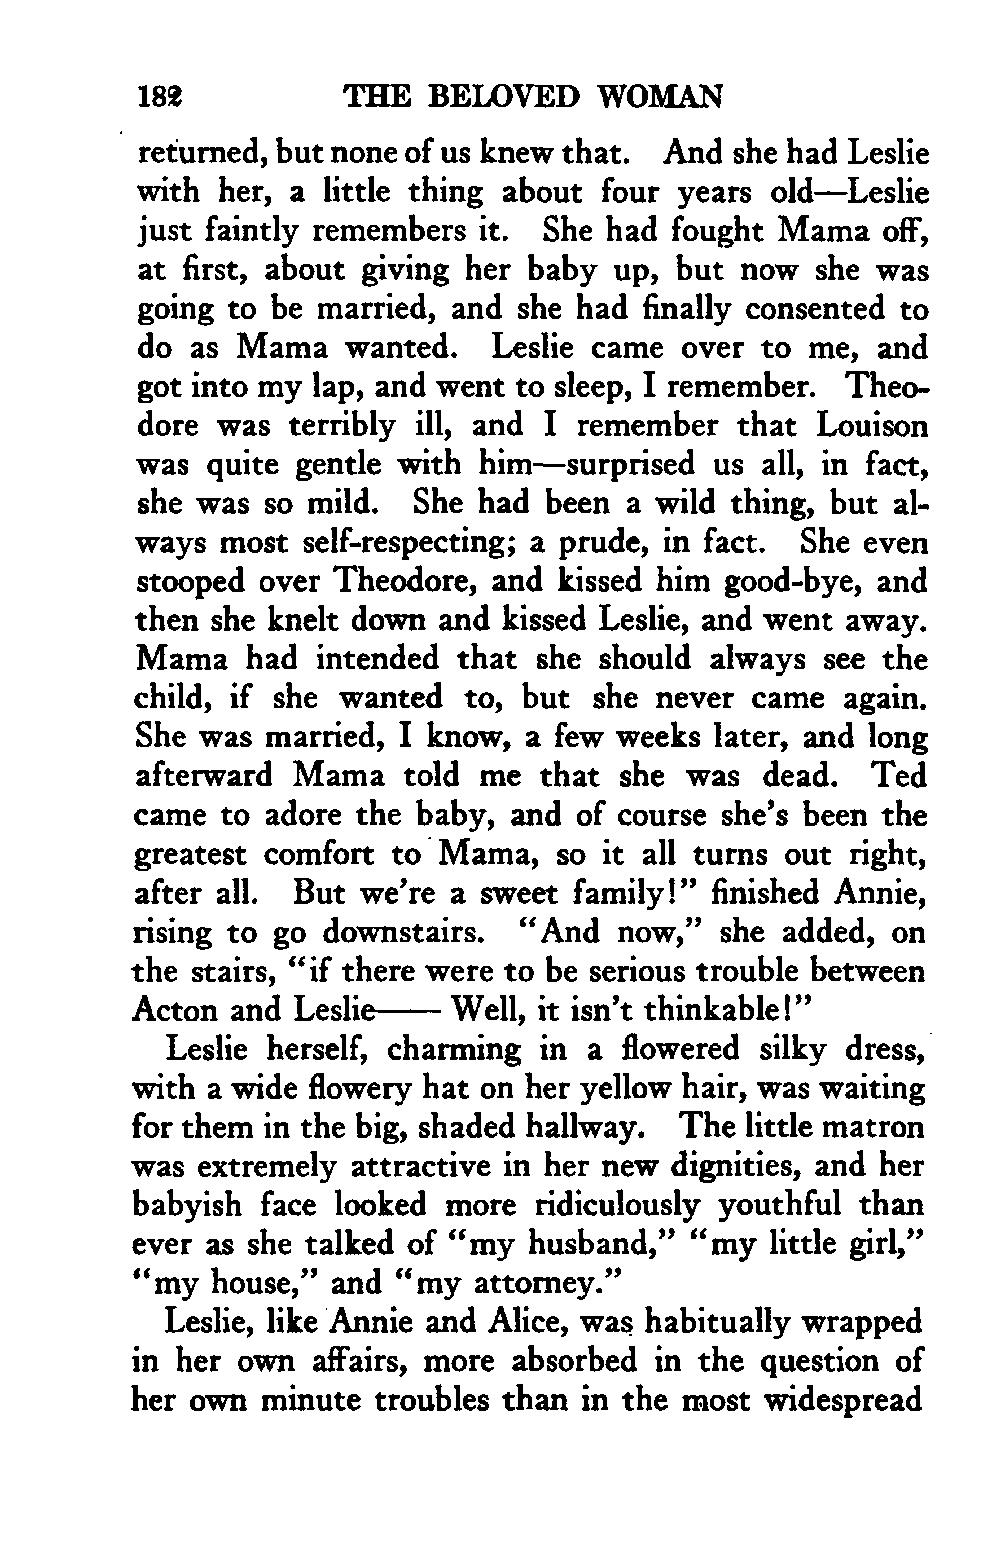 182 THE BELOVED WOMAN
returned, but none of us knew that. And she had Leslie
with her, a little thing about four years old—Leslie
just faintly remembers it. She had fought Mama off,
at first, about giving her baby up, but now she was
going to be married, and she had finally consented to
do as Mama wanted. Leslie came over to me, and
got into my lap, and went to sleep, I remember. Theo-
dore was terribly ill, and I remember that Louison
was quite gentle with him—surprised us all, in fact,
she was so mild. She had been a wild thing, but al-
ways most self-respecting; a prude, in fact. She even
stooped over Theodore, and kissed him good-bye, and
then she knelt down and kissed Leslie, and went away.
Mama had intended that she should always see the
child, if she wanted to, but she never came again.
She was married, I know, a few weeks later, and long
afterward Mama told me that she was dead. Ted
came to adore the baby, and of course she's been the
greatest comfort to Mama, so it all turns out right,
after all. But we're a sweet family!" finished Annie,
rising to go downstairs. "And now," she added, on
the stairs, "if there were to be serious trouble between
Acton and Leslie—— Well, it isn't thinkable!"
Leslie herself, charming in a flowered silky dress,
with a wide flowery hat on her yellow hair, was waiting
for them in the big, shaded hallway. The little matron
was extremely attractive in her new dignities, and her
babyish face looked more ridiculously youthful than
ever as she talked of "my husband," "my little girl,"
"my house," and "my attorney."
Leslie, like Annie and Alice, was habitually wrapped
in her own affairs, more absorbed in the question of
her own minute troubles than in the most widespread